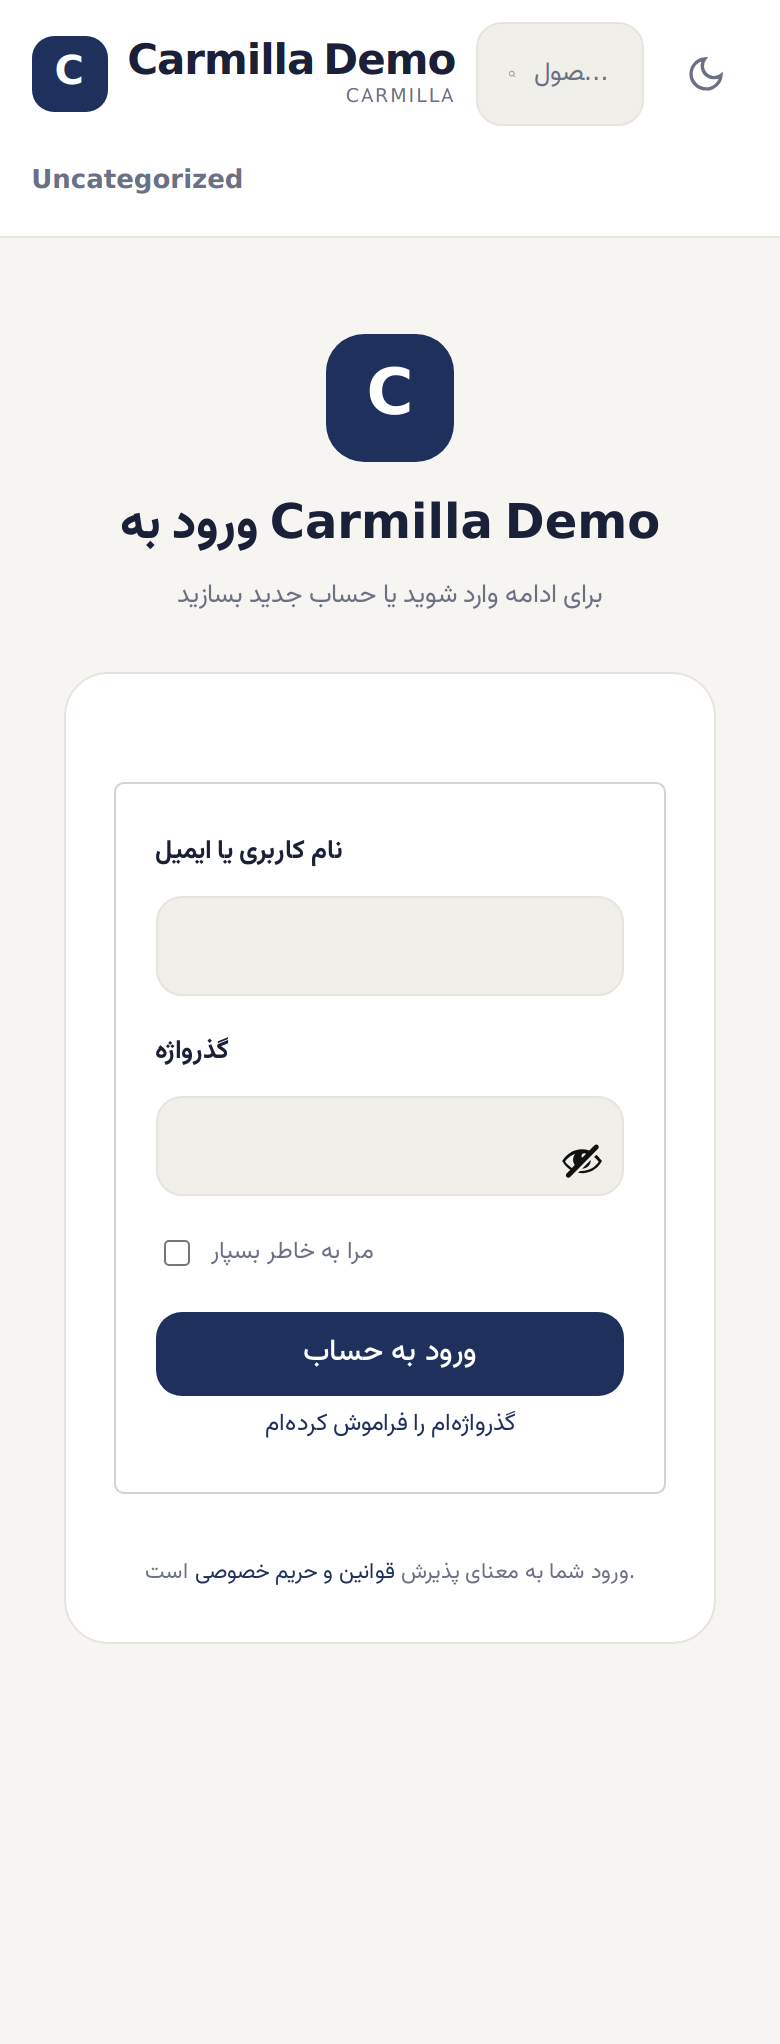 C
Carmilla Demo
CARMILLA
صول...
Uncategorized
C
ورود به Carmilla Demo
برای ادامه وارد شوید یا حساب جدید بسازید
نام کاربری یا ایمیل
گذرواژه
مرا به خاطر بسپار
ورود به حساب
گذرواژه‌ام را فراموش کرده‌ام
ورود شما به معنای پذیرش قوانین و حریم خصوصی است.